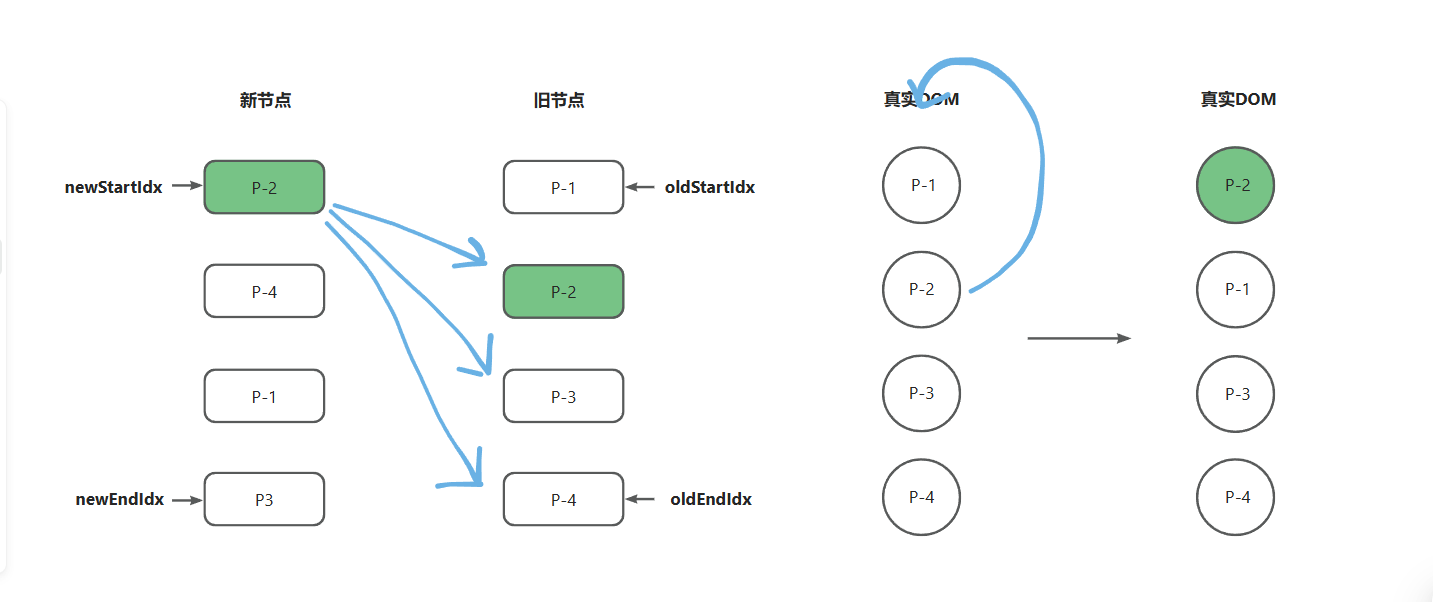 新节点 旧节点 真实DOM 真实DOM
newStartIdx P-2 P-1 oldStartIdx P-1 P-2
P-4 P-2 P-2 P-1
P-1 P-3 P-3 P-3
newEndIdx P3 P-4 oldEndIdx P-4 P-4